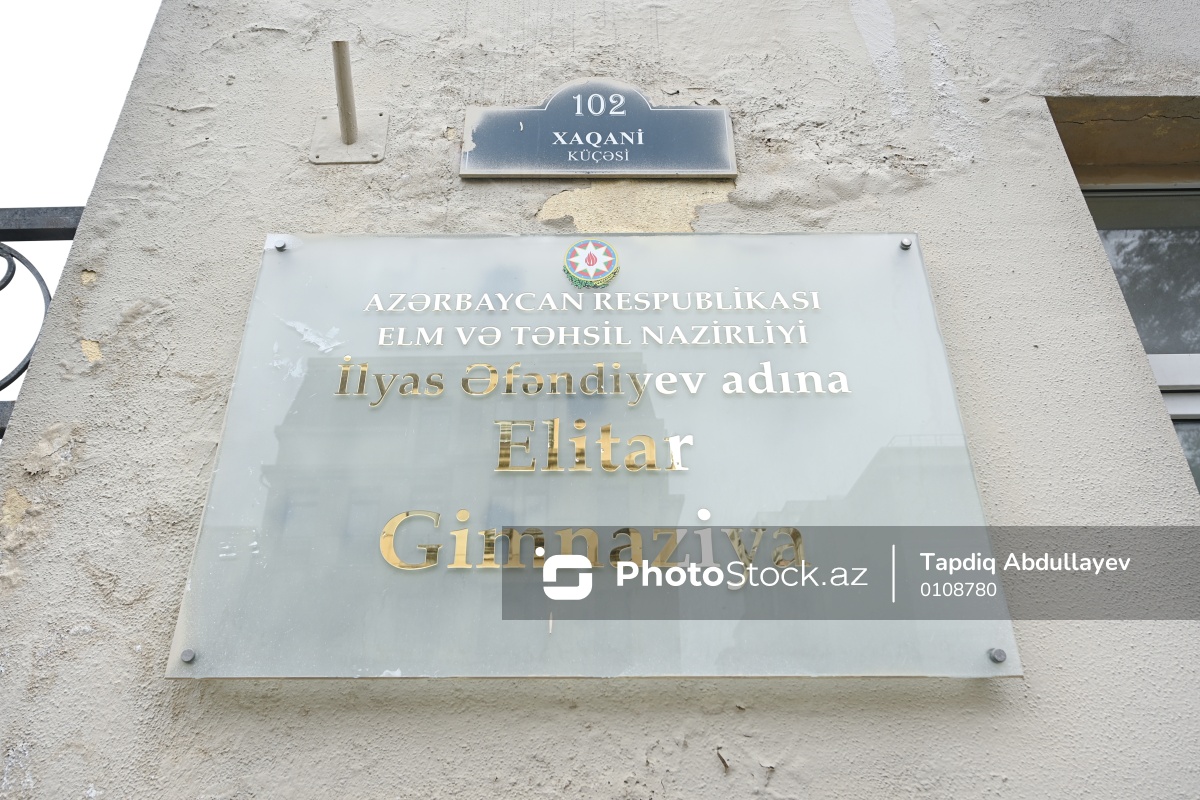 102
XAQANİ
KÜÇƏSİ
AZƏRBAYCAN RESPUBLİKASI
ELM VƏ TƏHSİL NAZİRLİYİ
İlyas Əfəndiyev adına
Elitar
Gimnaziya
PhotoStock.az
Tapdiq Abdullayev
0108780